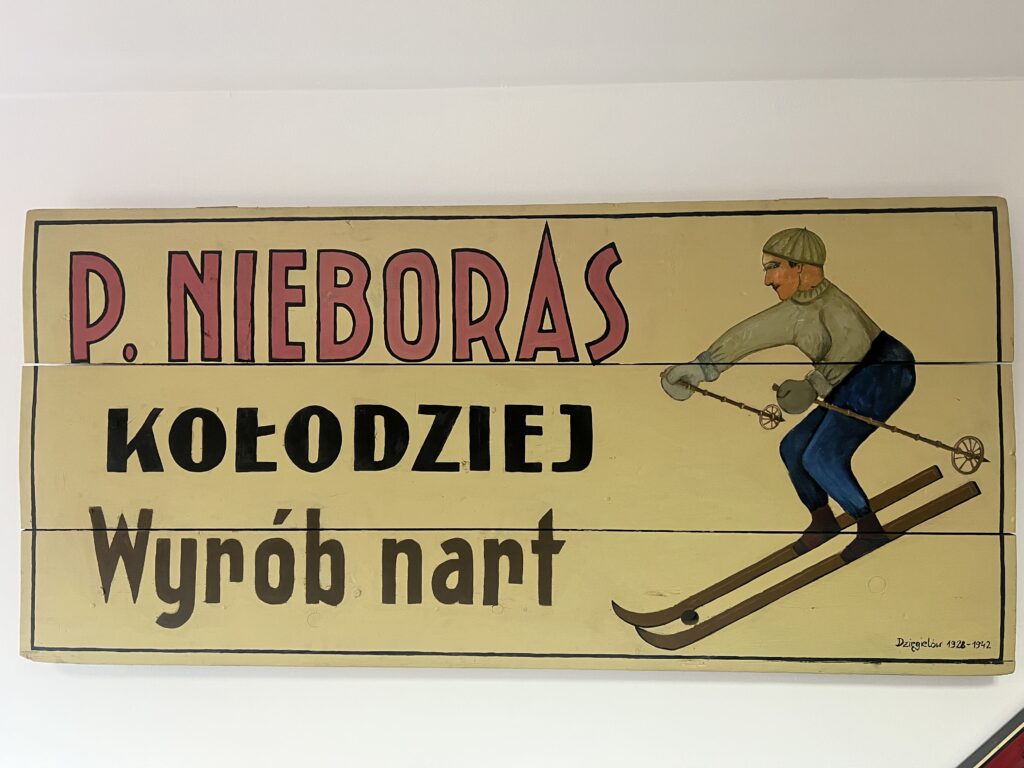 P. NIEBORAS
KOŁODZIEJ
Wyrób nart
Dzięgielów 1928-1942